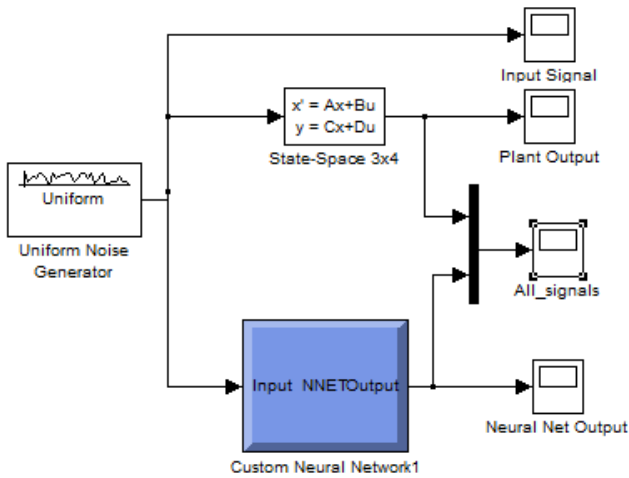 Input Signal
x' = Ax+Bu
y = Cx+Du
State-Space 3x4
Plant Output
Uniform
Uniform Noise
Generator
All_signals
Input NNETOutput
Neural Net Output
Custom Neural Network1